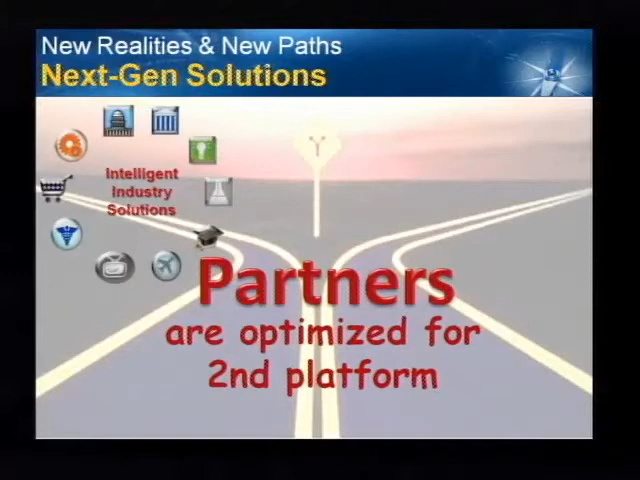 New Realities & New Paths
Next-Gen Solutions
Intelligent
Industry
Solutions
Partners
are optimized for
2nd platform